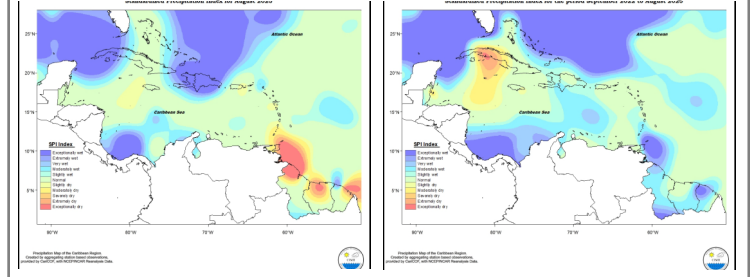 Standardized Precipitation Index for August 2023
Atlantic Ocean
25°N
20°N
15°N
Caribbean Sea
10°N
5°N
SPI Index
Exceptionally wet
Extremely wet
Very wet
Moderately wet
Slightly wet
Normal
Slightly dry
Moderately dry
Severely dry
Extremely dry
Exceptionally dry
90°W
80°W
70°W
60°W
Precipitation Map of the Caribbean Region.
Created by aggregating station based observations,
provided by CariCOF, with NCEP/NCAR Reanalysis Data.
Standardized Precipitation Index for the period September 2022 to August 2023
Atlantic Ocean
25°N
20°N
15°N
Caribbean Sea
10°N
5°N
SPI Index
Exceptionally wet
Extremely wet
Very wet
Moderately wet
Slightly wet
Normal
Slightly dry
Moderately dry
Severely dry
Extremely dry
Exceptionally dry
90°W
80°W
70°W
60°W
Precipitation Map of the Caribbean Region.
Created by aggregating station based observations,
provided by CariCOF, with NCEP/NCAR Reanalysis Data.